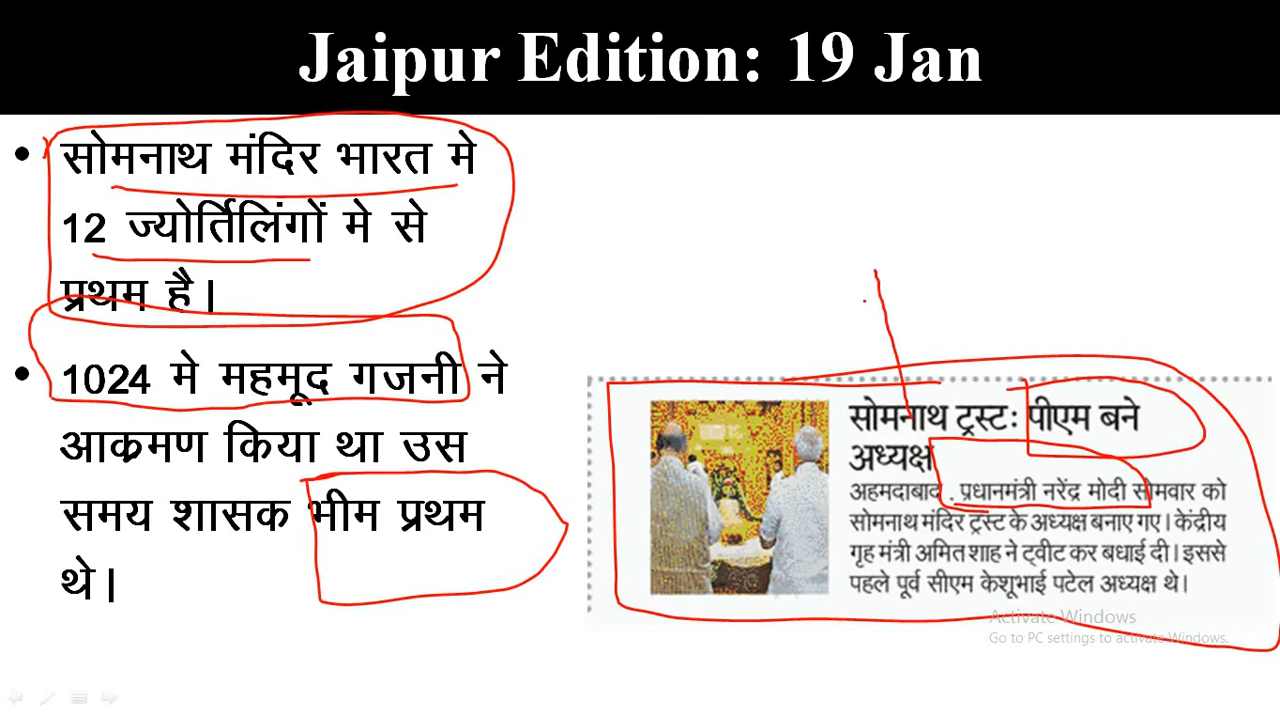 Jaipur Edition: 19 Jan
• सोमनाथ मंदिर भारत मे
12 ज्योर्तिलिंगों मे से
प्रथम है।
• 1024 मे महमूद गजनी ने
आक्रमण किया था उस
समय शासक भीम प्रथम
थे।
सोमनाथ ट्रस्टः पीएम बने
अध्यक्ष
अहमदाबाद . प्रधानमंत्री नरेंद्र मोदी सोमवार को
सोमनाथ मंदिर ट्रस्ट के अध्यक्ष बनाए गए। केंद्रीय
गृह मंत्री अमित शाह ने ट्वीट कर बधाई दी। इससे
पहले पूर्व सीएम केशूभाई पटेल अध्यक्ष थे।
Activate Windows
Go to PC settings to activate Windows.